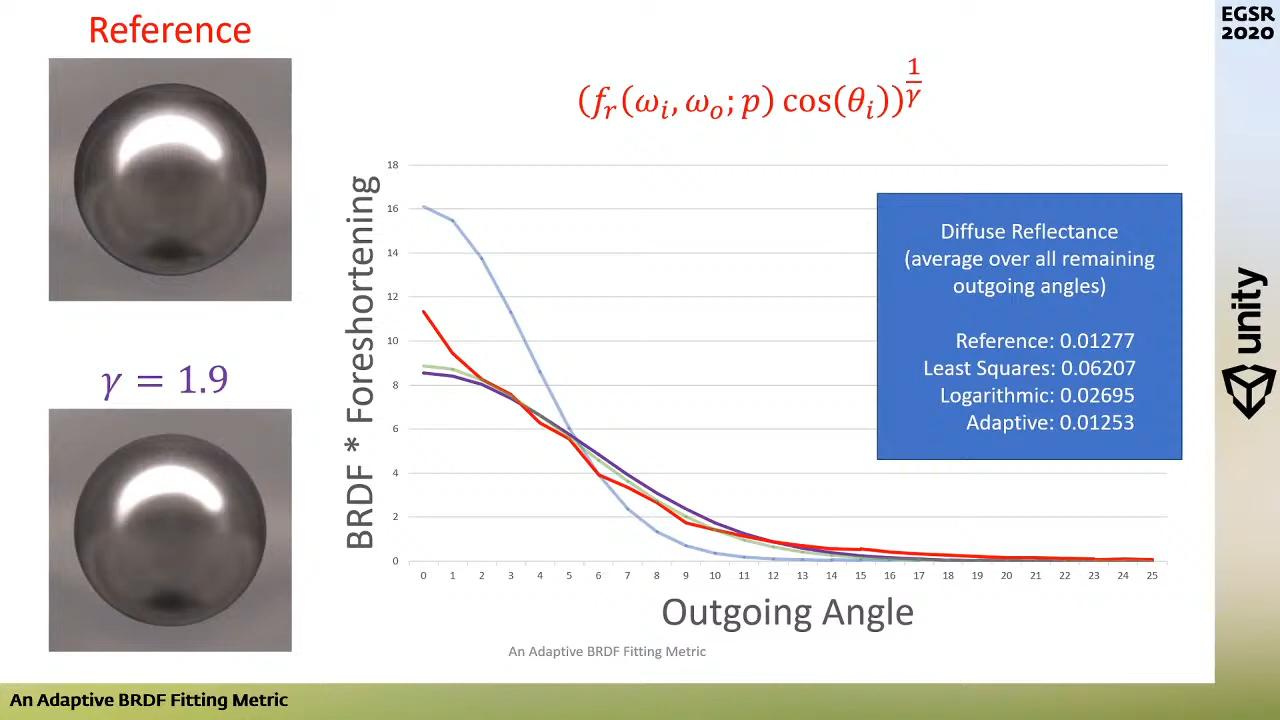 Reference
EGSR
2020
(f_r(ω_i, ω_o; p) cos(θ_i))^{1/γ}
γ = 1.9
BRDF * Foreshortening
18
16
14
12
10
8
6
4
2
0
0 1 2 3 4 5 6 7 8 9 10 11 12 13 14 15 16 17 18 19 20 21 22 23 24 25
Outgoing Angle
Diffuse Reflectance
(average over all remaining
outgoing angles)
Reference: 0.01277
Least Squares: 0.06207
Logarithmic: 0.02695
Adaptive: 0.01253
unity
An Adaptive BRDF Fitting Metric
An Adaptive BRDF Fitting Metric